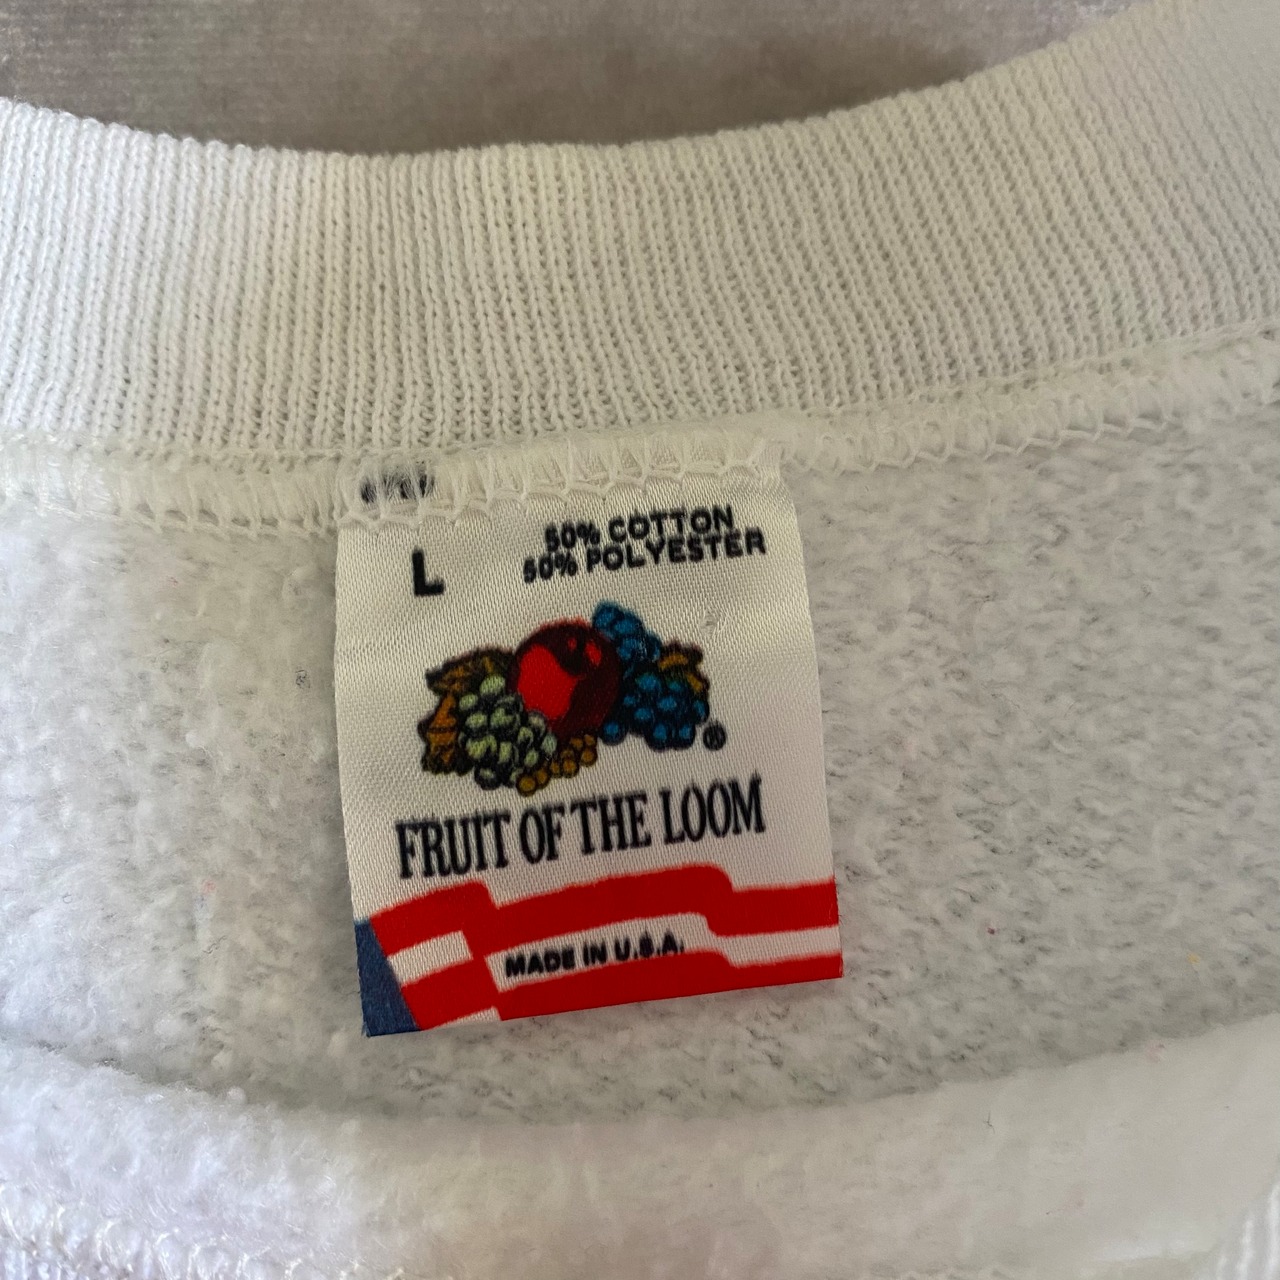 L
50% COTTON
50% POLYESTER
®
FRUIT OF THE LOOM
MADE IN U.S.A.